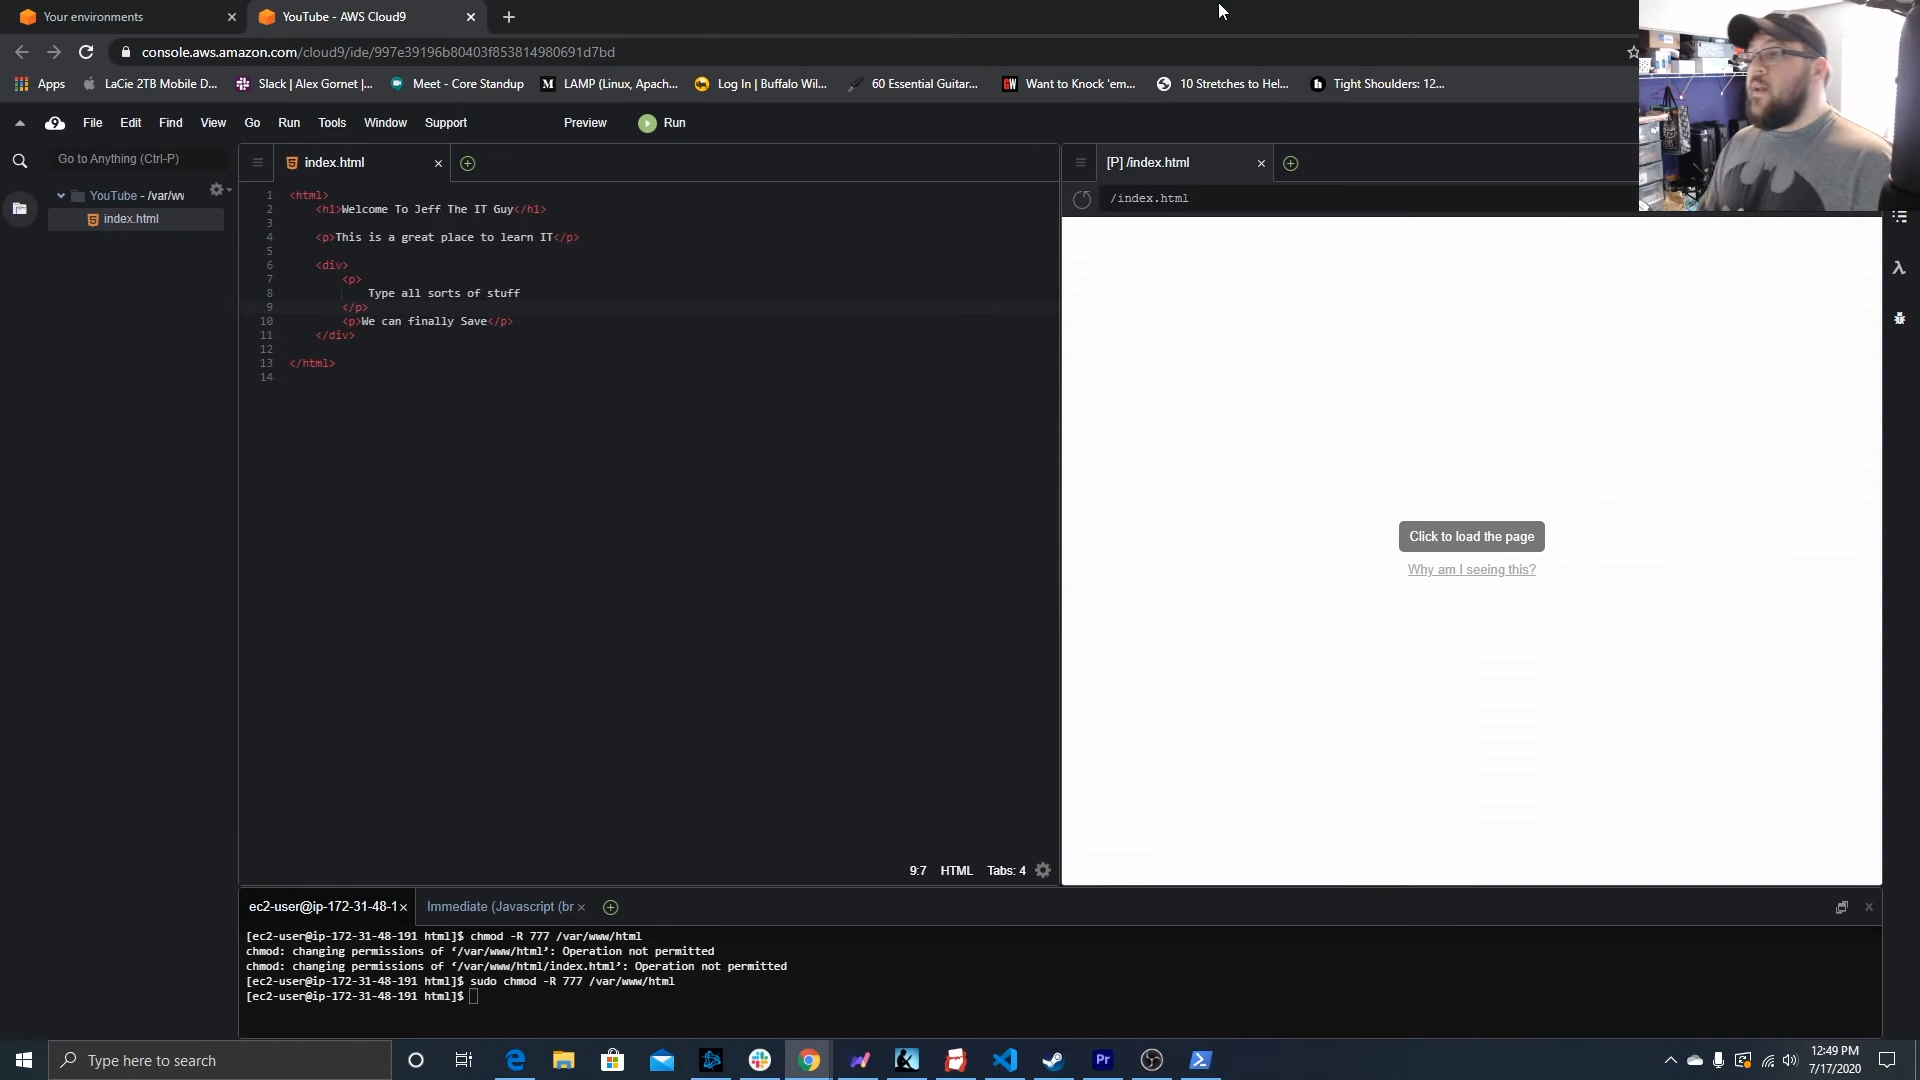 Your environments
YouTube - AWS Cloud9
console.aws.amazon.com/cloud9/ide/997e39196b80403f853814980691d7bd
Apps
LaCie 2TB Mobile D...
Slack | Alex Gornet |...
Meet - Core Standup
LAMP (Linux, Apach...
Log In | Buffalo Wil...
60 Essential Guitar...
Want to Knock 'em...
10 Stretches to Hel...
Tight Shoulders: 12...
File Edit Find View Go Run Tools Window Support Preview Run
Go to Anything (Ctrl-P)
YouTube - /var/w
index.html
index.html
[P] /index.html
/index.html
1 <html>
2 <h1>Welcome To Jeff The IT Guy</h1>
3
4 <p>This is a great place to learn IT</p>
5
6 <div>
7 <p>
8 Type all sorts of stuff
9 </p>
10 <p>We can finally Save</p>
11 </div>
12
13 </html>
14
Click to load the page
Why am I seeing this?
9:7 HTML Tabs: 4
ec2-user@ip-172-31-48-1
Immediate (Javascript (br
[ec2-user@ip-172-31-48-191 html]$ chmod -R 777 /var/www/html
chmod: changing permissions of ‘/var/www/html’: Operation not permitted
chmod: changing permissions of ‘/var/www/html/index.html’: Operation not permitted
[ec2-user@ip-172-31-48-191 html]$ sudo chmod -R 777 /var/www/html
[ec2-user@ip-172-31-48-191 html]$
Type here to search
12:49 PM
7/17/2020